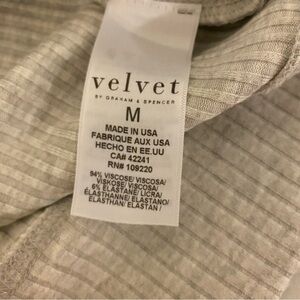 velvet
BY GRAHAM & SPENCER
M
MADE IN USA
FABRIQUE AUX USA
HECHO EN EE.UU
CA# 42241
RN# 109220
94% VISCOSE/ VISCOSA/
VISKOSE/ VISCOSA/
6% ELASTANE/ LICRA/
ÉLASTHANNE/ ELASTANO/
ELASTHAN/ ELASTAN /